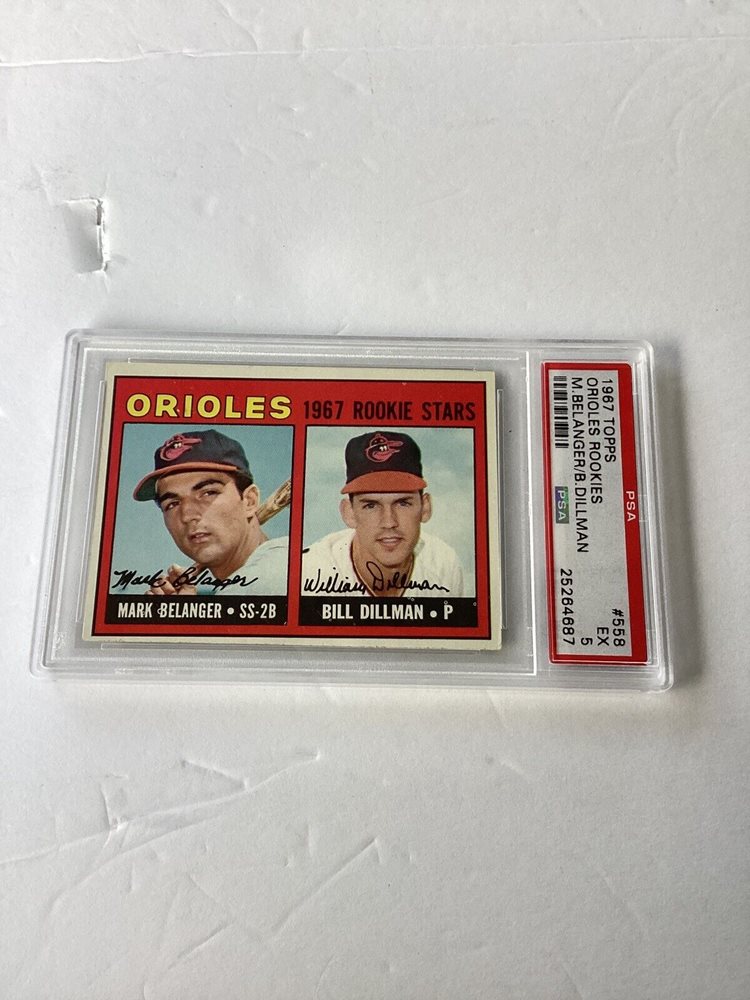 ORIOLES 1967 ROOKIE STARS
Mark Belanger
William Dillman
MARK BELANGER • SS-2B
BILL DILLMAN • P
1967 TOPPS #558
ORIOLES ROOKIES EX
M.BELANGER/B.DILLMAN 5
PSA 25264687
PSA